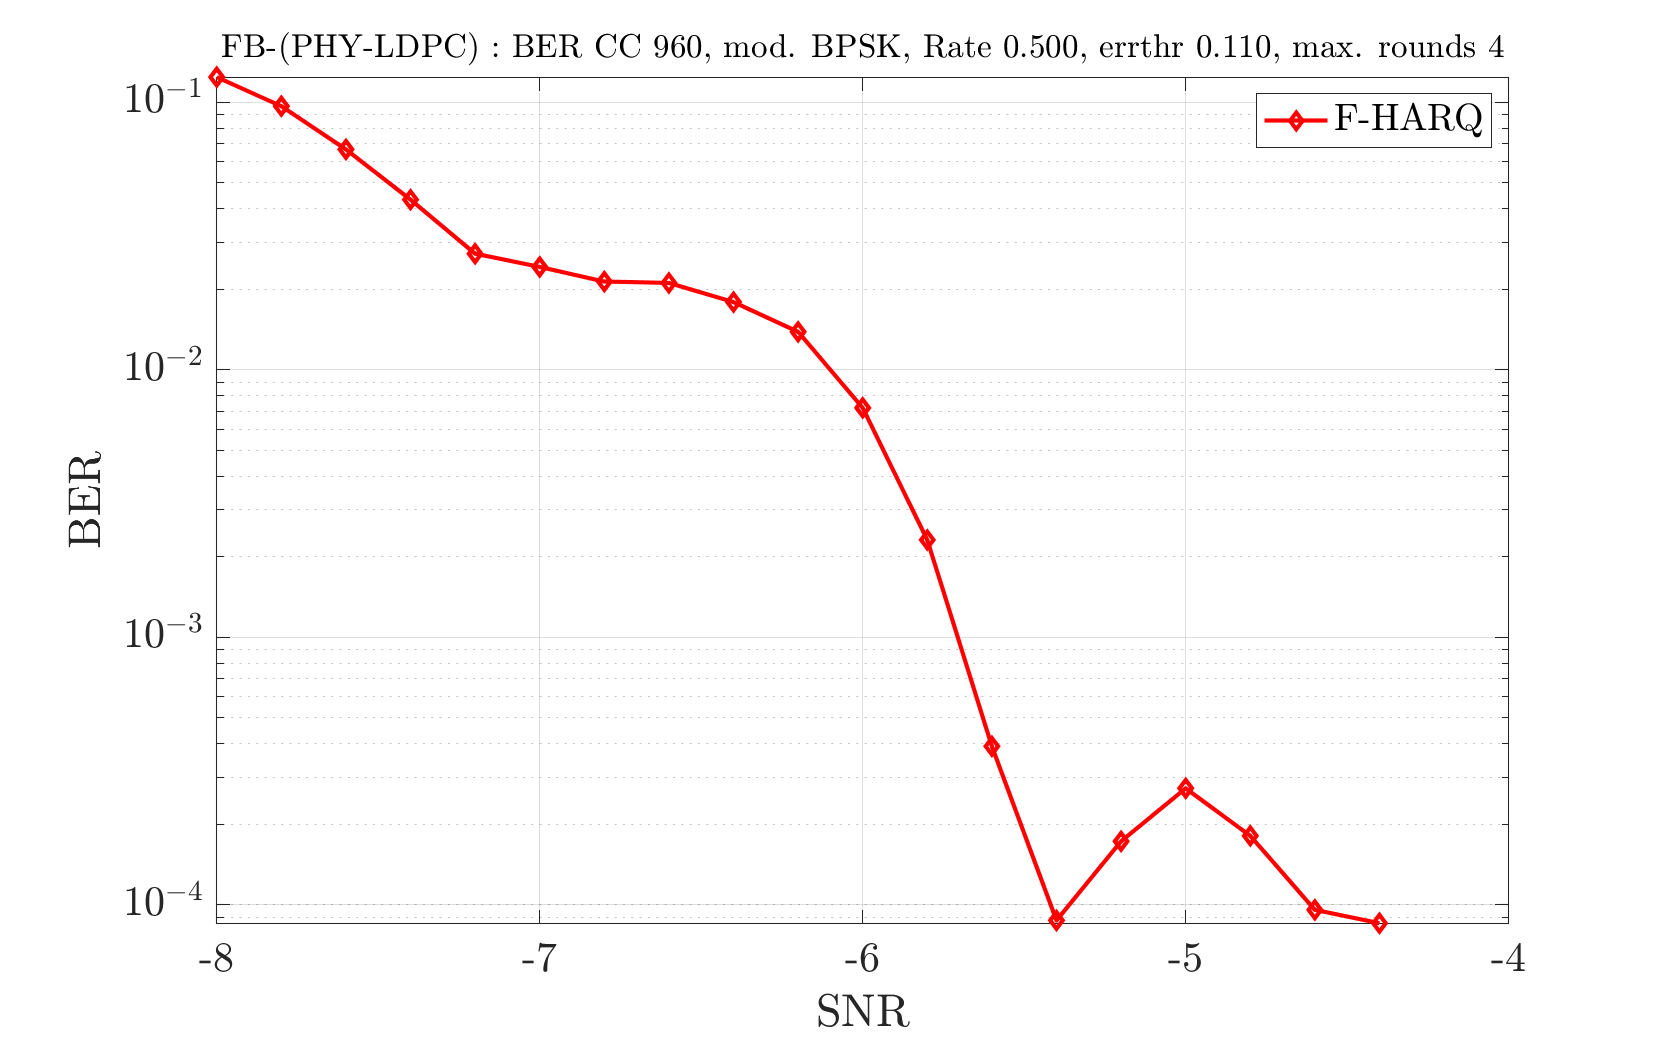 FB-(PHY-LDPC) : BER CC 960, mod. BPSK, Rate 0.500, errthr 0.110, max. rounds 4
F-HARQ
10⁻¹
10⁻²
10⁻³
10⁻⁴
BER
-8 -7 -6 -5 -4
SNR